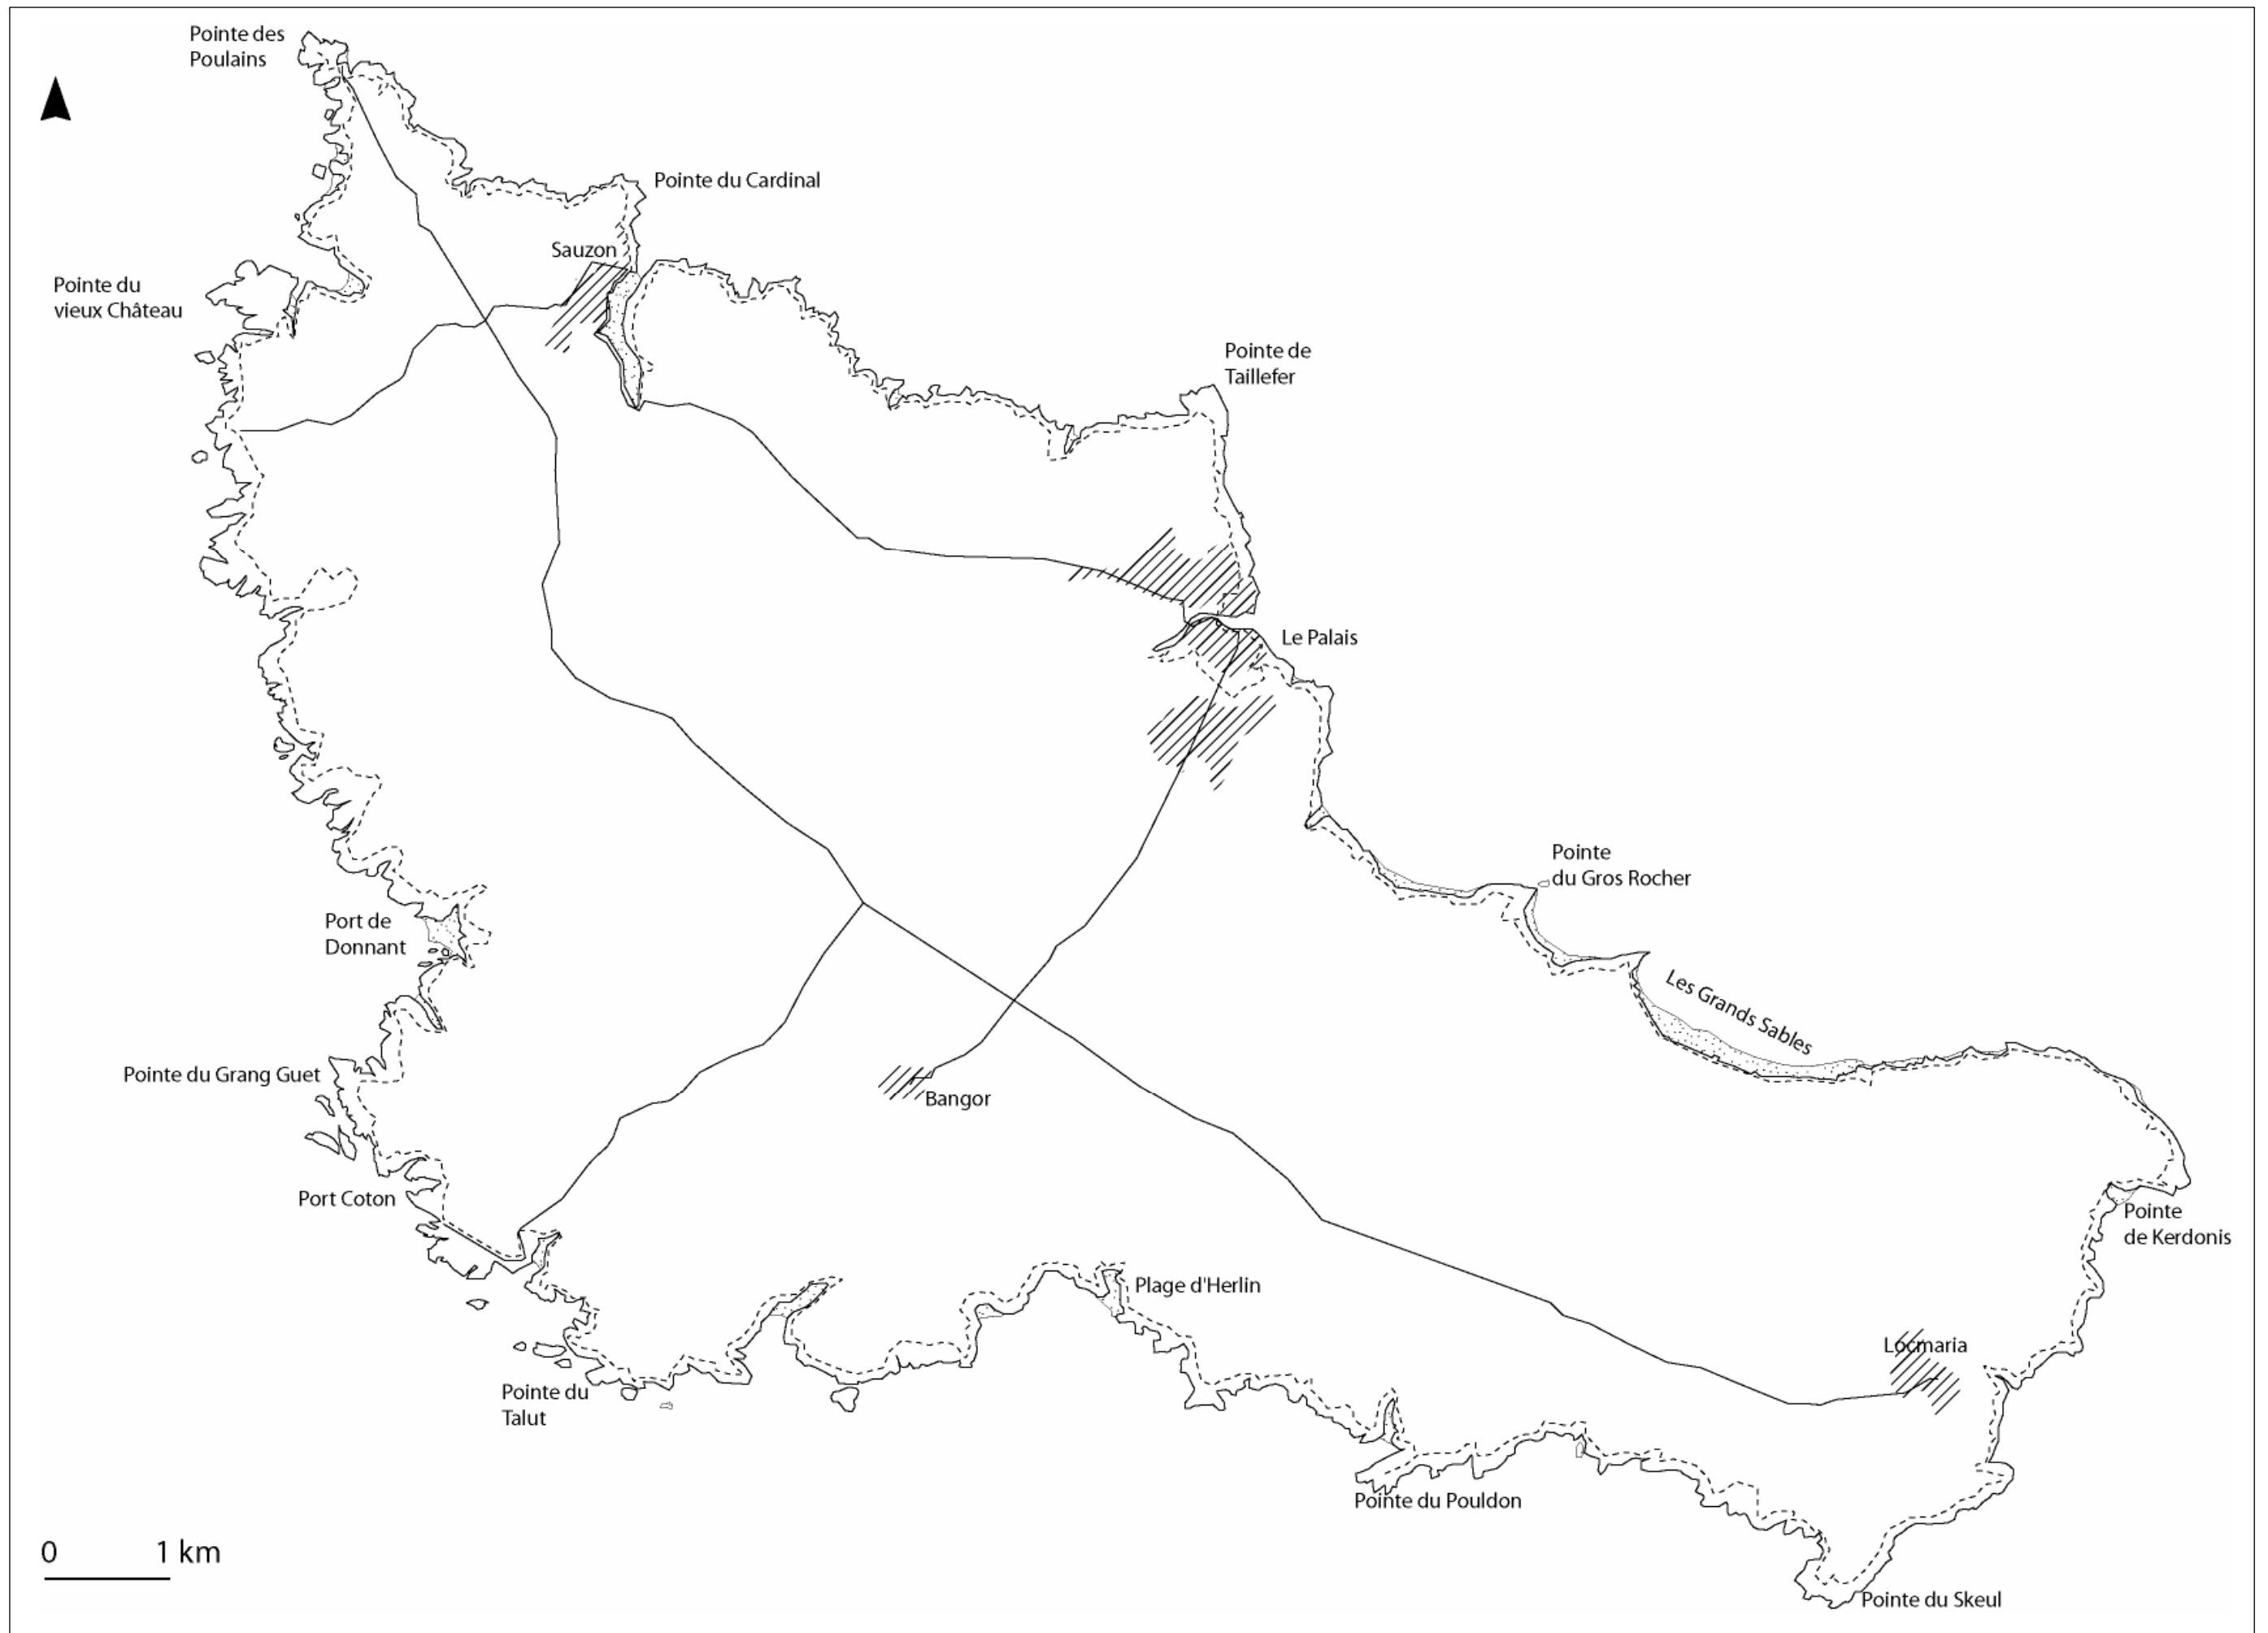 Pointe des
Poulains
Pointe du Cardinal
Sauzon
Pointe du
vieux Château
Pointe de
Taillefer
Le Palais
Pointe
du Gros Rocher
Port de
Donnant
Les Grands Sables
Pointe du Grang Guet
Bangor
Port Coton
Pointe
de Kerdonis
Plage d'Herlin
Locmaria
Pointe du
Talut
Pointe du Pouldon
0 1 km
Pointe du Skeul